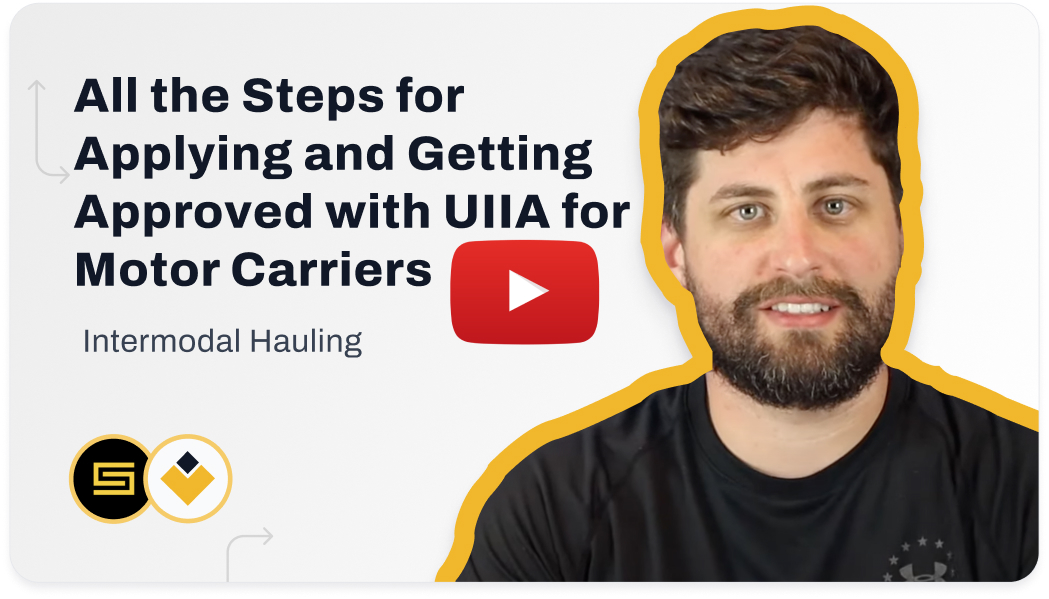 All the Steps for
Applying and Getting
Approved with UIIA for
Motor Carriers
Intermodal Hauling